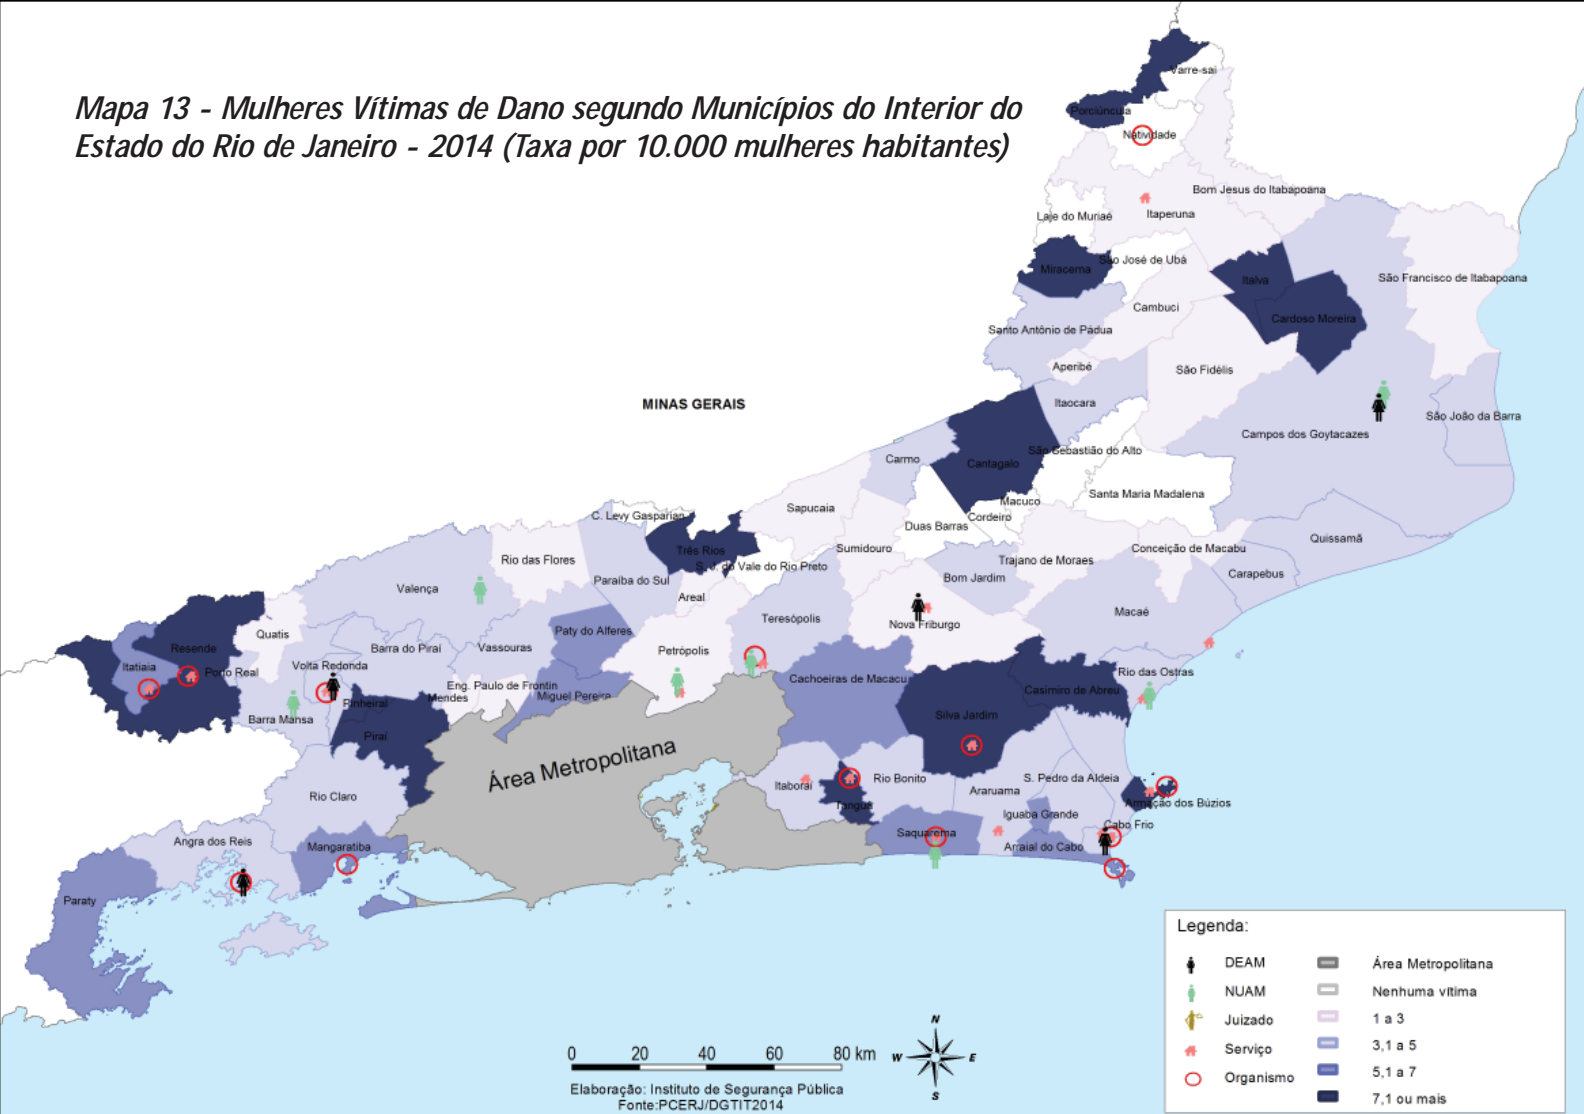 Mapa 13 - Mulheres Vítimas de Dano segundo Municípios do Interior do
Estado do Rio de Janeiro - 2014 (Taxa por 10.000 mulheres habitantes)
Varre-sai
Porciúncula
Natividade
Bom Jesus do Itabapoana
Laje do Muriaé
Itaperuna
São José de Ubá
Miracema
Italva
São Francisco de Itabapoana
Cambuci
Cardoso Moreira
Santo Antônio de Pádua
Aperibé
São Fidélis
MINAS GERAIS
Itaocara
São João da Barra
Campos dos Goytacazes
São Sebastião do Alto
Carmo
Cantagalo
Santa Maria Madalena
Macuco
Sapucaia
C. Levy Gasparian
Cordeiro
Duas Barras
Quissamã
Três Rios
Sumidouro
Conceição de Macabu
Rio das Flores
Trajano de Moraes
S. J. do Vale do Rio Preto
Carapebus
Paraíba do Sul
Bom Jardim
Valença
Areal
Macaé
Teresópolis
Nova Friburgo
Paty do Alferes
Quatis
Resende
Barra do Piraí
Vassouras
Petrópolis
Itatiaia
Volta Redonda
Porto Real
Rio das Ostras
Cachoeiras de Macacu
Eng. Paulo de Frontin
Casimiro de Abreu
Mendes
Miguel Pereira
Pinheiral
Barra Mansa
Silva Jardim
Piraí
Área Metropolitana
Rio Bonito
S. Pedro da Aldeia
Itaboraí
Araruama
Rio Claro
Tanguá
Armação dos Búzios
Iguaba Grande
Cabo Frio
Saquarema
Angra dos Reis
Mangaratiba
Arraial do Cabo
Paraty
Legenda:
DEAM
NUAM
Juizado
Serviço
Organismo
Área Metropolitana
Nenhuma vítima
1 a 3
3,1 a 5
5,1 a 7
7,1 ou mais
N
W
E
S
0 20 40 60 80 km
Elaboração: Instituto de Segurança Pública
Fonte:PCERJ/DGTIT2014